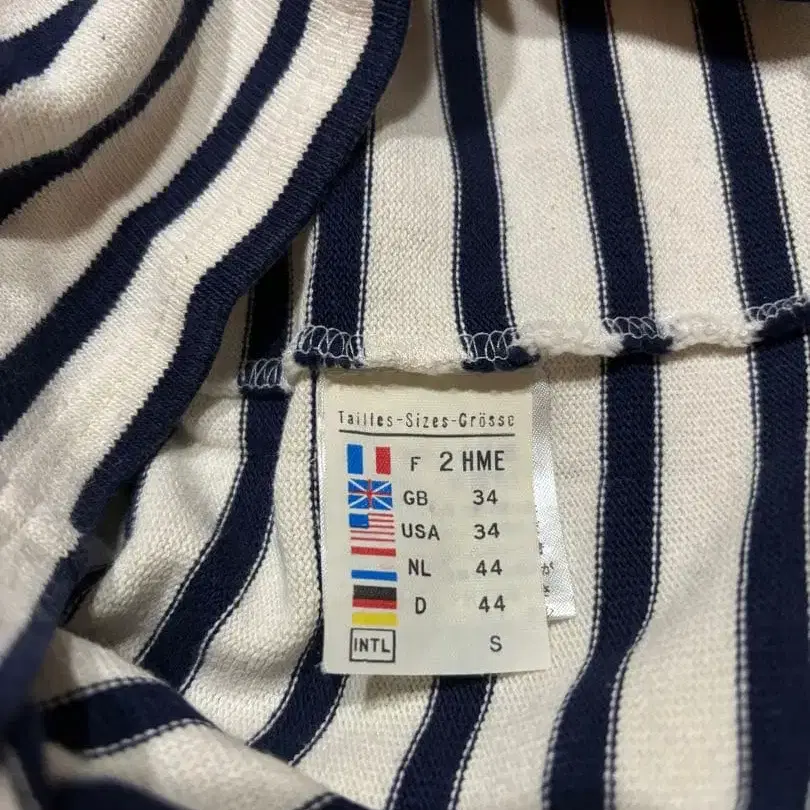 Tailles-Sizes-Grösse
F 2 HME
GB 34
USA 34
NL 44
D 44
INTL S